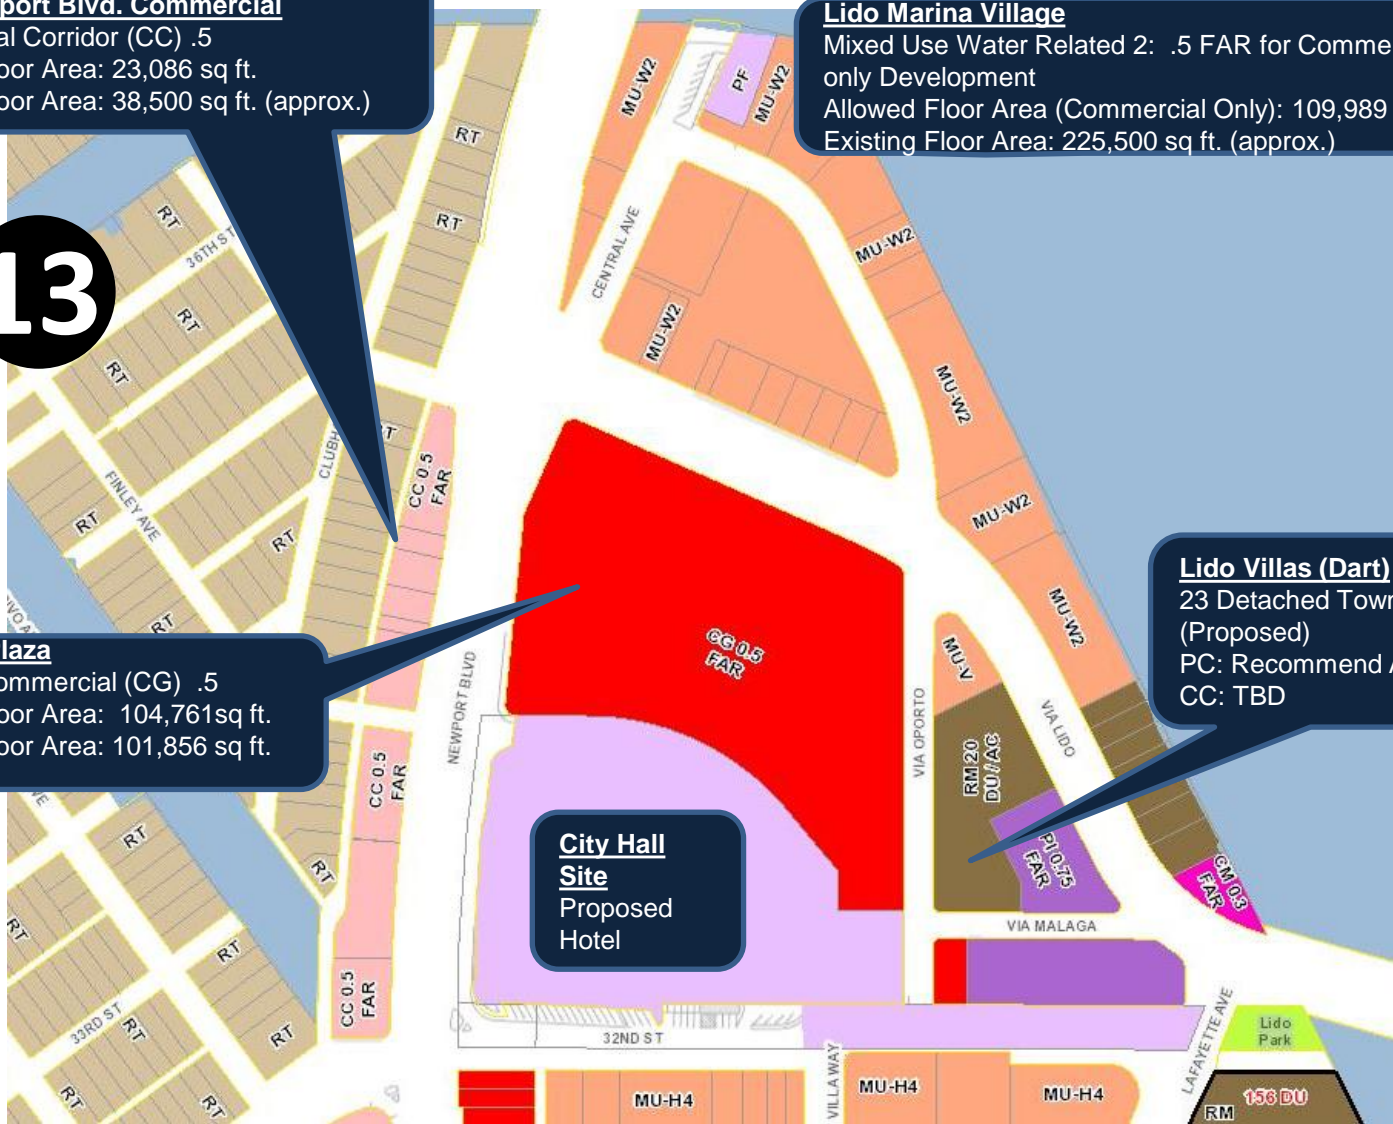 port Blvd. Commercial
al Corridor (CC) .5
oor Area: 23,086 sq ft.
oor Area: 38,500 sq ft. (approx.)
Lido Marina Village
Mixed Use Water Related 2: .5 FAR for Comme
only Development
Allowed Floor Area (Commercial Only): 109,989
Existing Floor Area: 225,500 sq ft. (approx.)
MU-W2
PF
MU-W2
RT
RT
RT
36TH ST
13
RT
RT
CENTRAL AVE
MU-W2
MU-W2
MU-W2
CLUBH
T
CC 0.5
FAR
FINLEY AVE
RT
RT
MU-W2
MU-W2
RT
laza
ommercial (CG) .5
oor Area: 104,761sq ft.
oor Area: 101,856 sq ft.
CG 0.5
FAR
NEWPORT BLVD
Lido Villas (Dart)
23 Detached Town
(Proposed)
PC: Recommend A
CC: TBD
MU-V
VIA OPORTO
VIA LIDO
RM 20
DU / AC
CC 0.5
FAR
RT
RT
City Hall
Site
Proposed
Hotel
PI 0.75
FAR
CM 0.3
FAR
VIA MALAGA
RT
RT
CC 0.5
FAR
33RD ST
RT
RT
32ND ST
LAFAYETTE AVE
Lido
Park
RT
RT
MU-H4
VILLA WAY
MU-H4
MU-H4
156 DU
RM